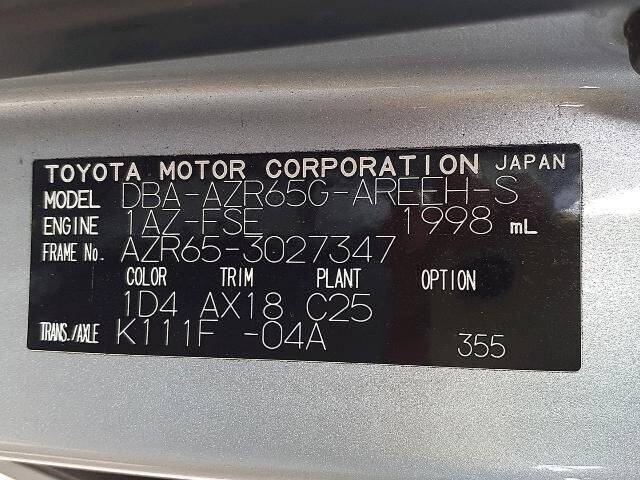 TOYOTA MOTOR CORPORATION JAPAN
MODEL DBA-AZR65G-AREEH-S
ENGINE 1AZ-FSE 1998 mL
FRAME No. AZR65-3027347
COLOR TRIM PLANT OPTION
1D4 AX18 C25
TRANS./AXLE K111F -04A 355